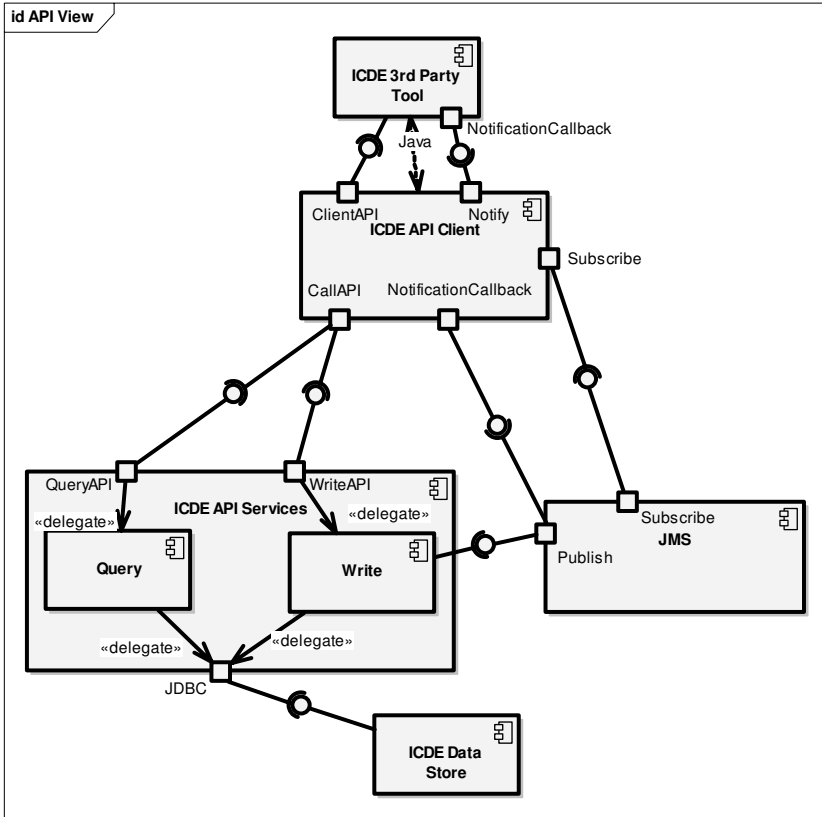 id API View
ICDE 3rd Party
Tool
NotificationCallback
Java
ClientAPI
Notify
ICDE API Client
Subscribe
CallAPI
NotificationCallback
QueryAPI
WriteAPI
ICDE API Services
«delegate»
«delegate»
Subscribe
JMS
Query
Write
Publish
«delegate»
«delegate»
JDBC
ICDE Data
Store